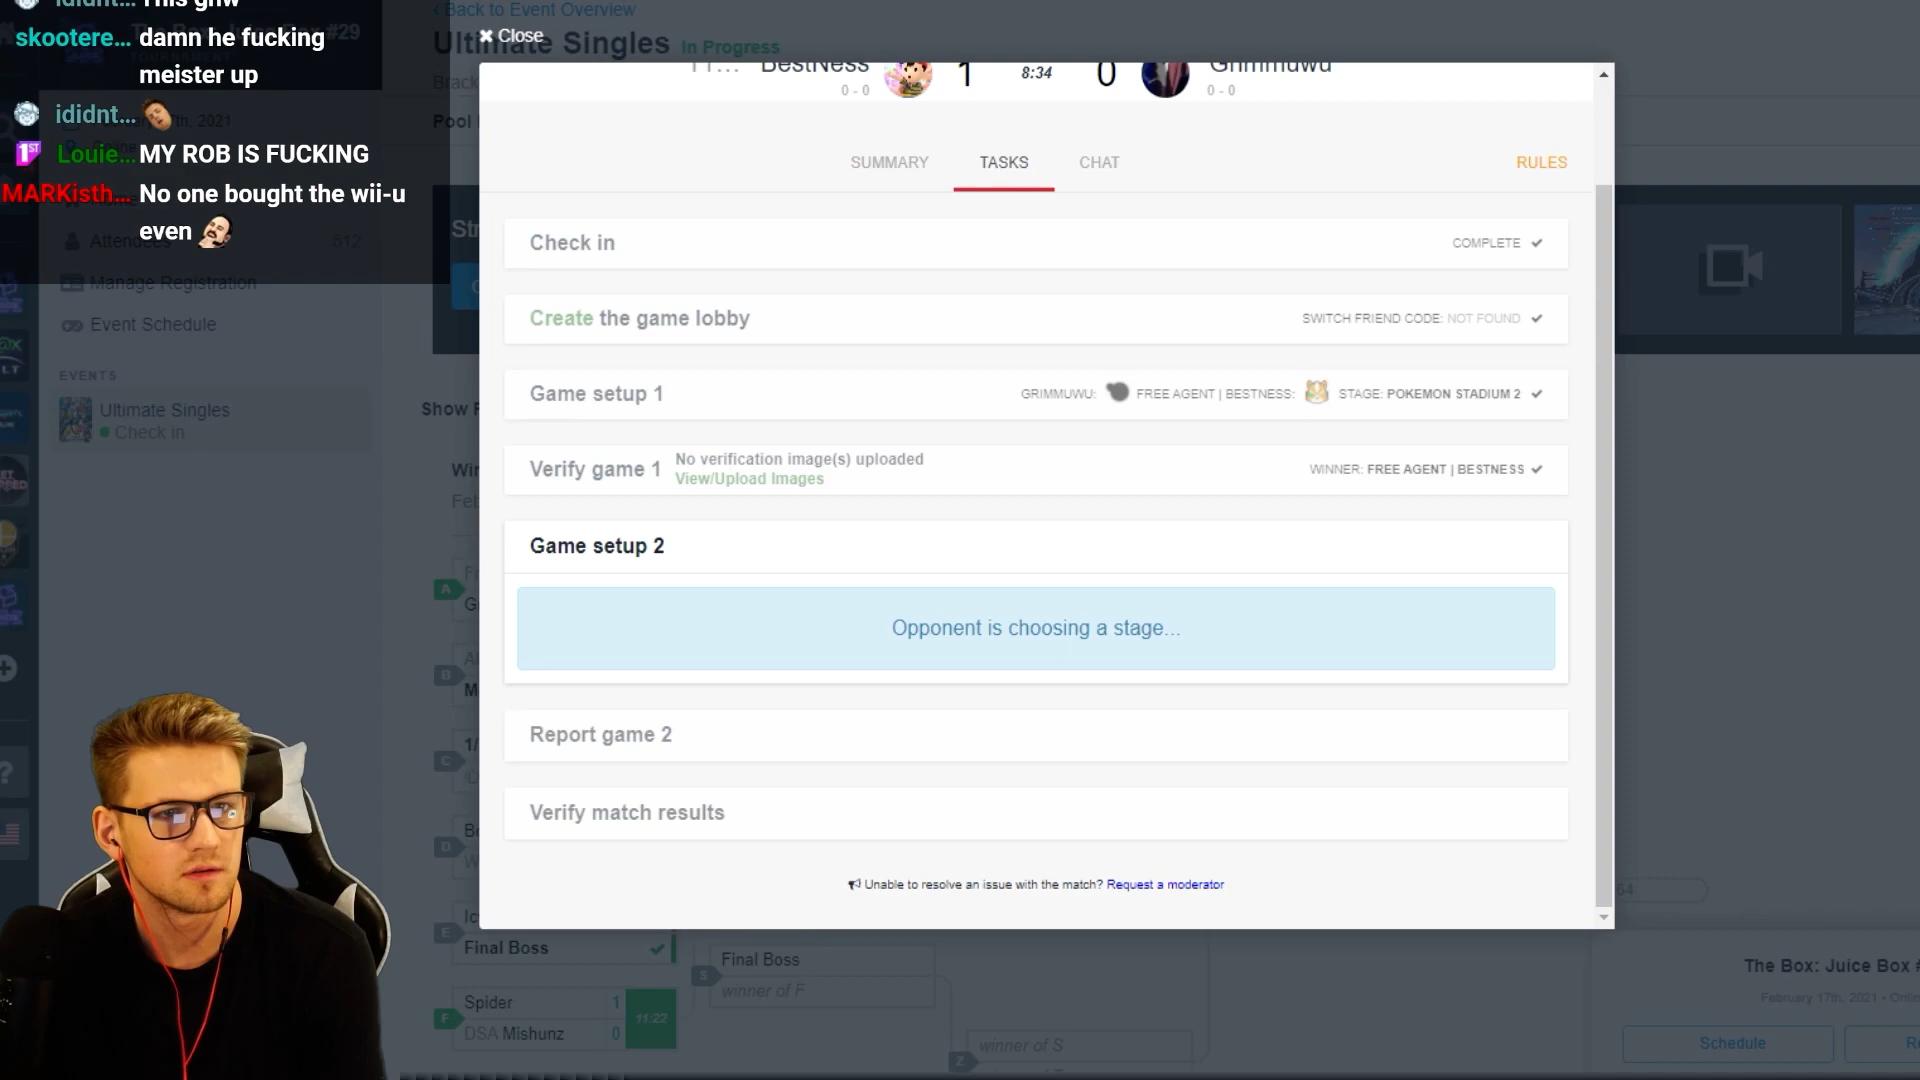 ididnt...
skootere... damn he fucking
meister up
ididnt...
Louie... MY ROB IS FUCKING
MARKisth... No one bought the wii-u
even
Attendees 512
Manage Registration
Event Schedule
EVENTS
Ultimate Singles
Check in
‹ Back to Event Overview
Ultimate Singles In Progress
✖ Close
BestNess 1 8:34 0 Grimmuwu
0 - 0 0 - 0
SUMMARY TASKS CHAT RULES
Check in COMPLETE ✔
Create the game lobby SWITCH FRIEND CODE: NOT FOUND ✔
Game setup 1 GRIMMUWU: FREE AGENT | BESTNESS: STAGE: POKEMON STADIUM 2 ✔
Verify game 1 No verification image(s) uploaded
View/Upload Images
WINNER: FREE AGENT | BESTNESS ✔
Game setup 2
Opponent is choosing a stage...
Report game 2
Verify match results
Unable to resolve an issue with the match? Request a moderator
A
B
C
D
E
Final Boss
F
Spider 1
DSA Mishunz 0
11:22
S
Final Boss
winner of F
Z
winner of S
The Box: Juice Box
February 17th, 2021
Schedule